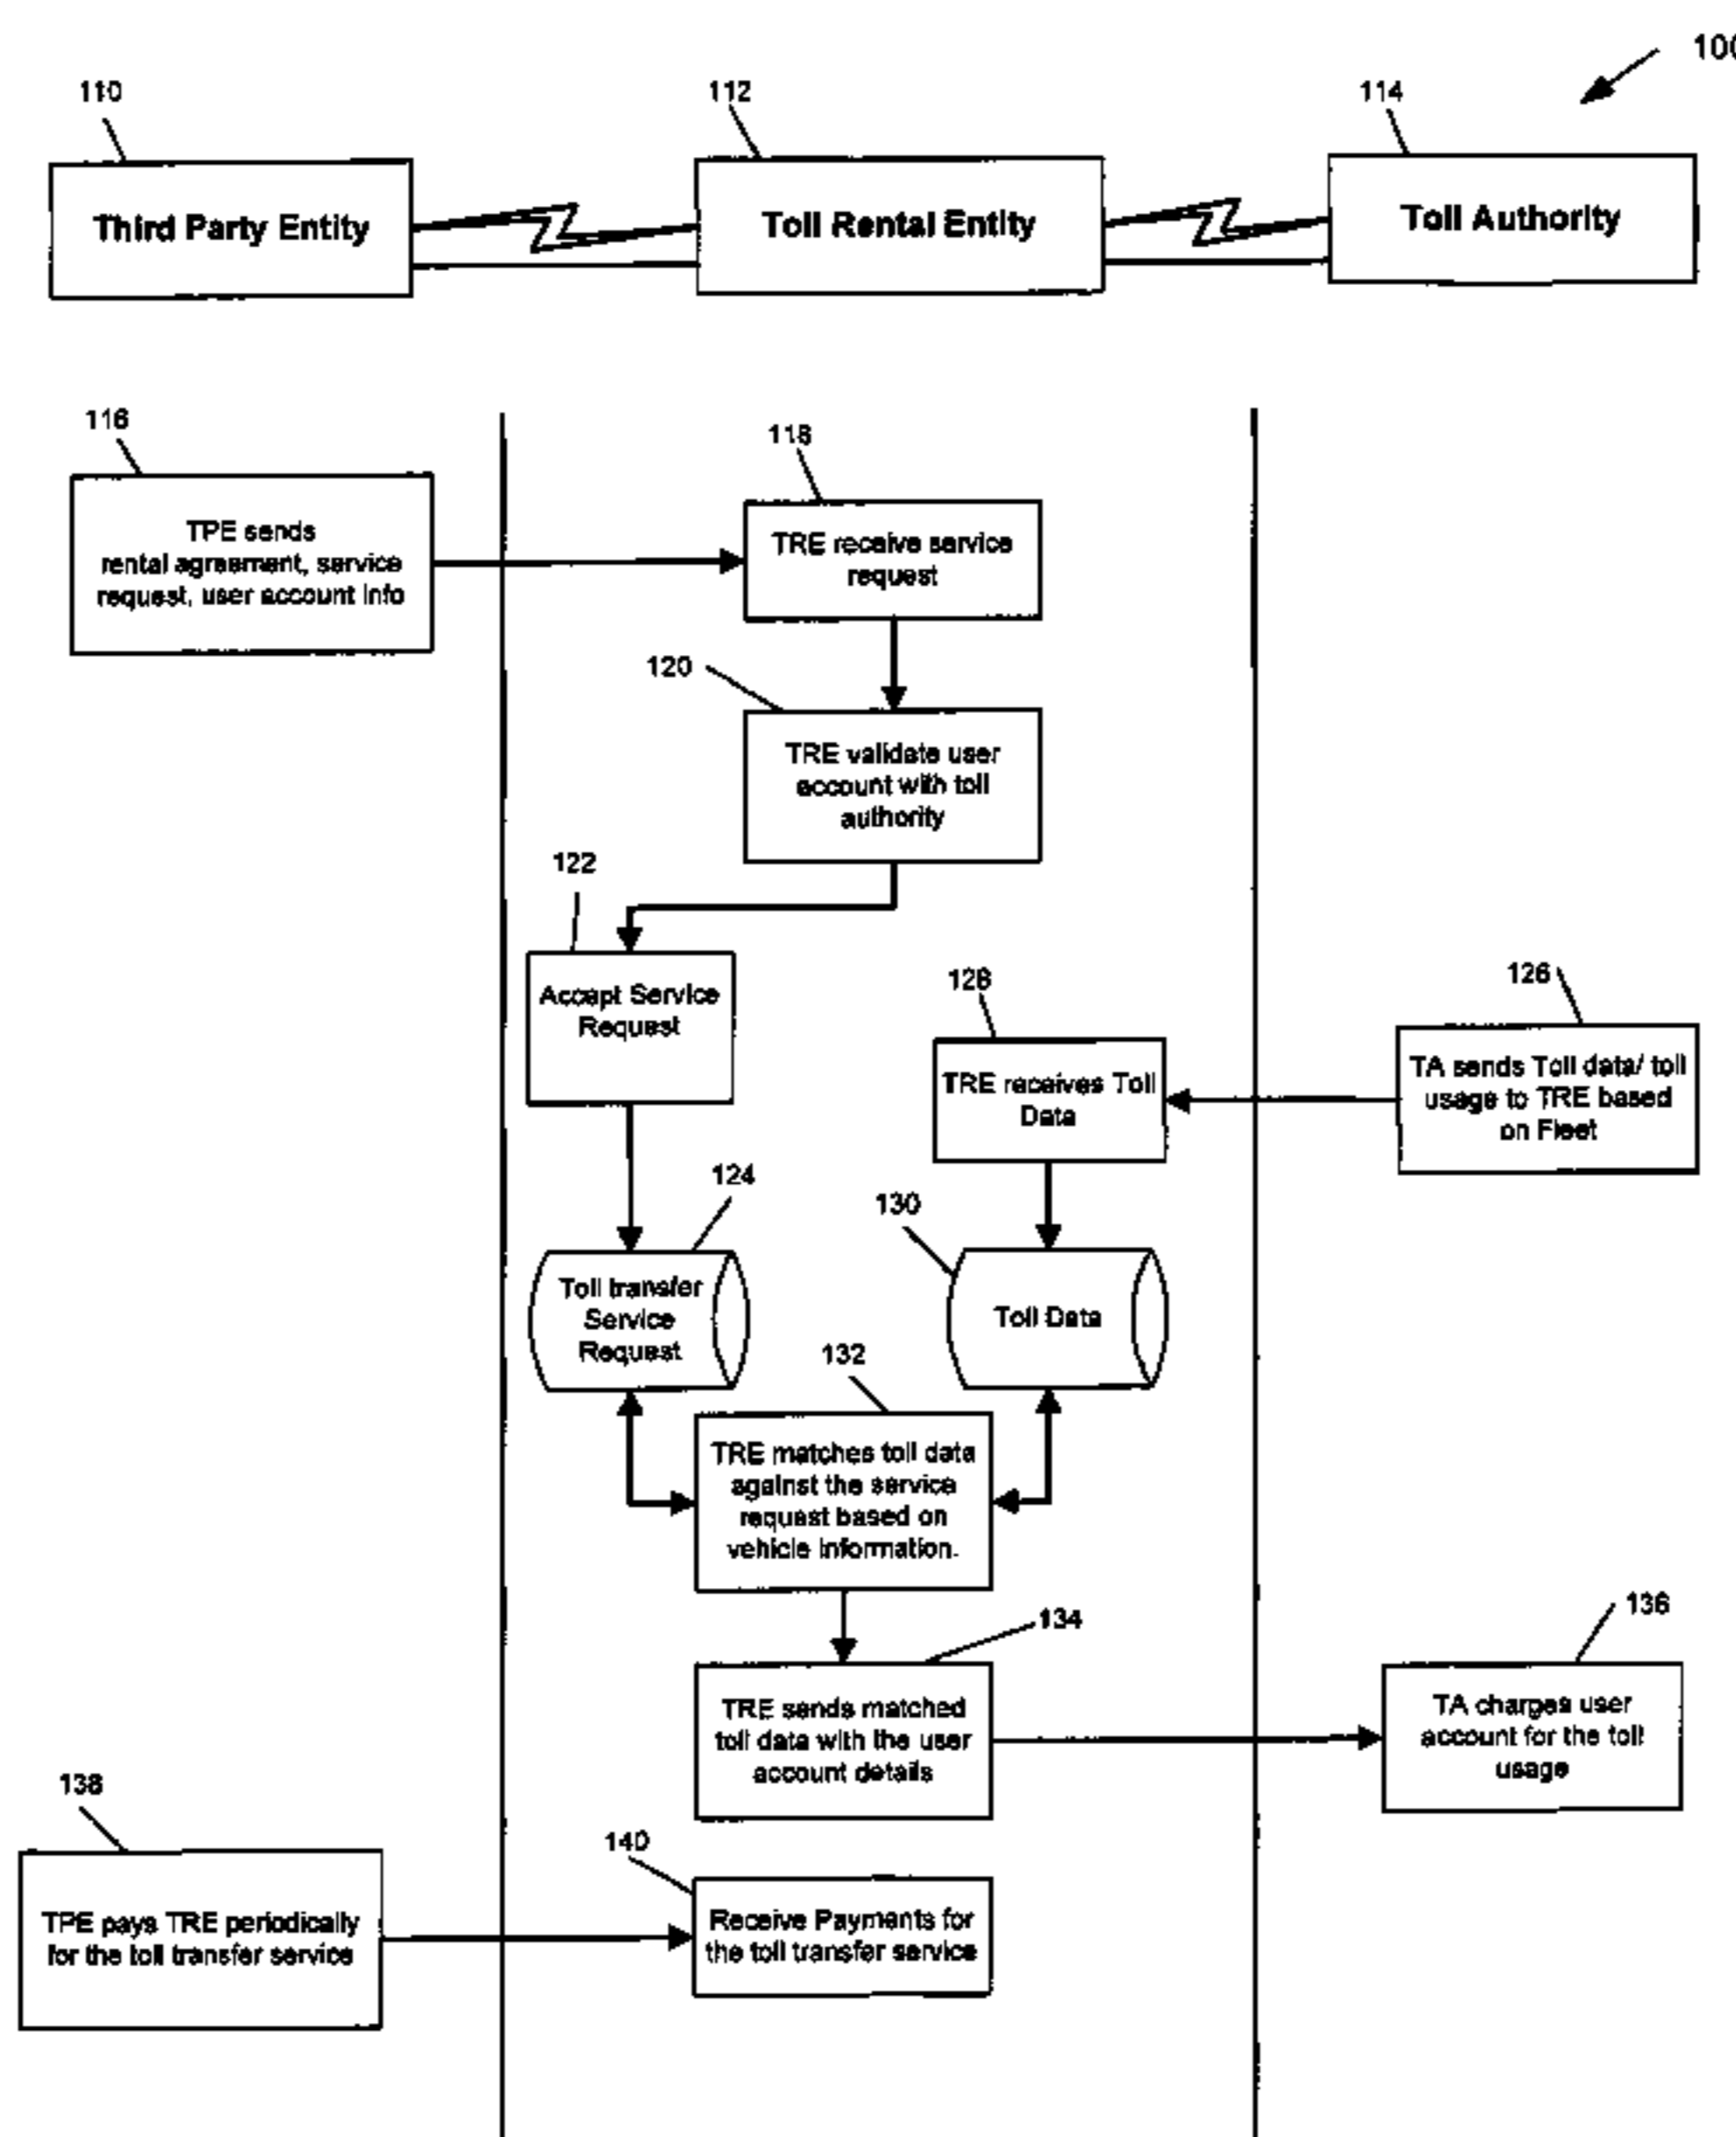 100
110
112
114
Third Party Entity
Toll Rental Entity
Toll Authority
116
118
TPE sends
rental agreement, service
request, user account info
TRE receive service
request
120
TRE validate user
account with toll
authority
122
Accept Service
Request
128
126
TRE receives Toll
Data
TA sends Toll data/ toll
usage to TRE based
on Fleet
124
130
Toll transfer
Service
Request
Toll Data
132
TRE matches toll data
against the service
request based on
vehicle information.
134
136
TRE sends matched
toll data with the user
account details
TA charges user
account for the toll
usage
138
140
TPE pays TRE periodically
for the toll transfer service
Receive Payments for
the toll transfer service